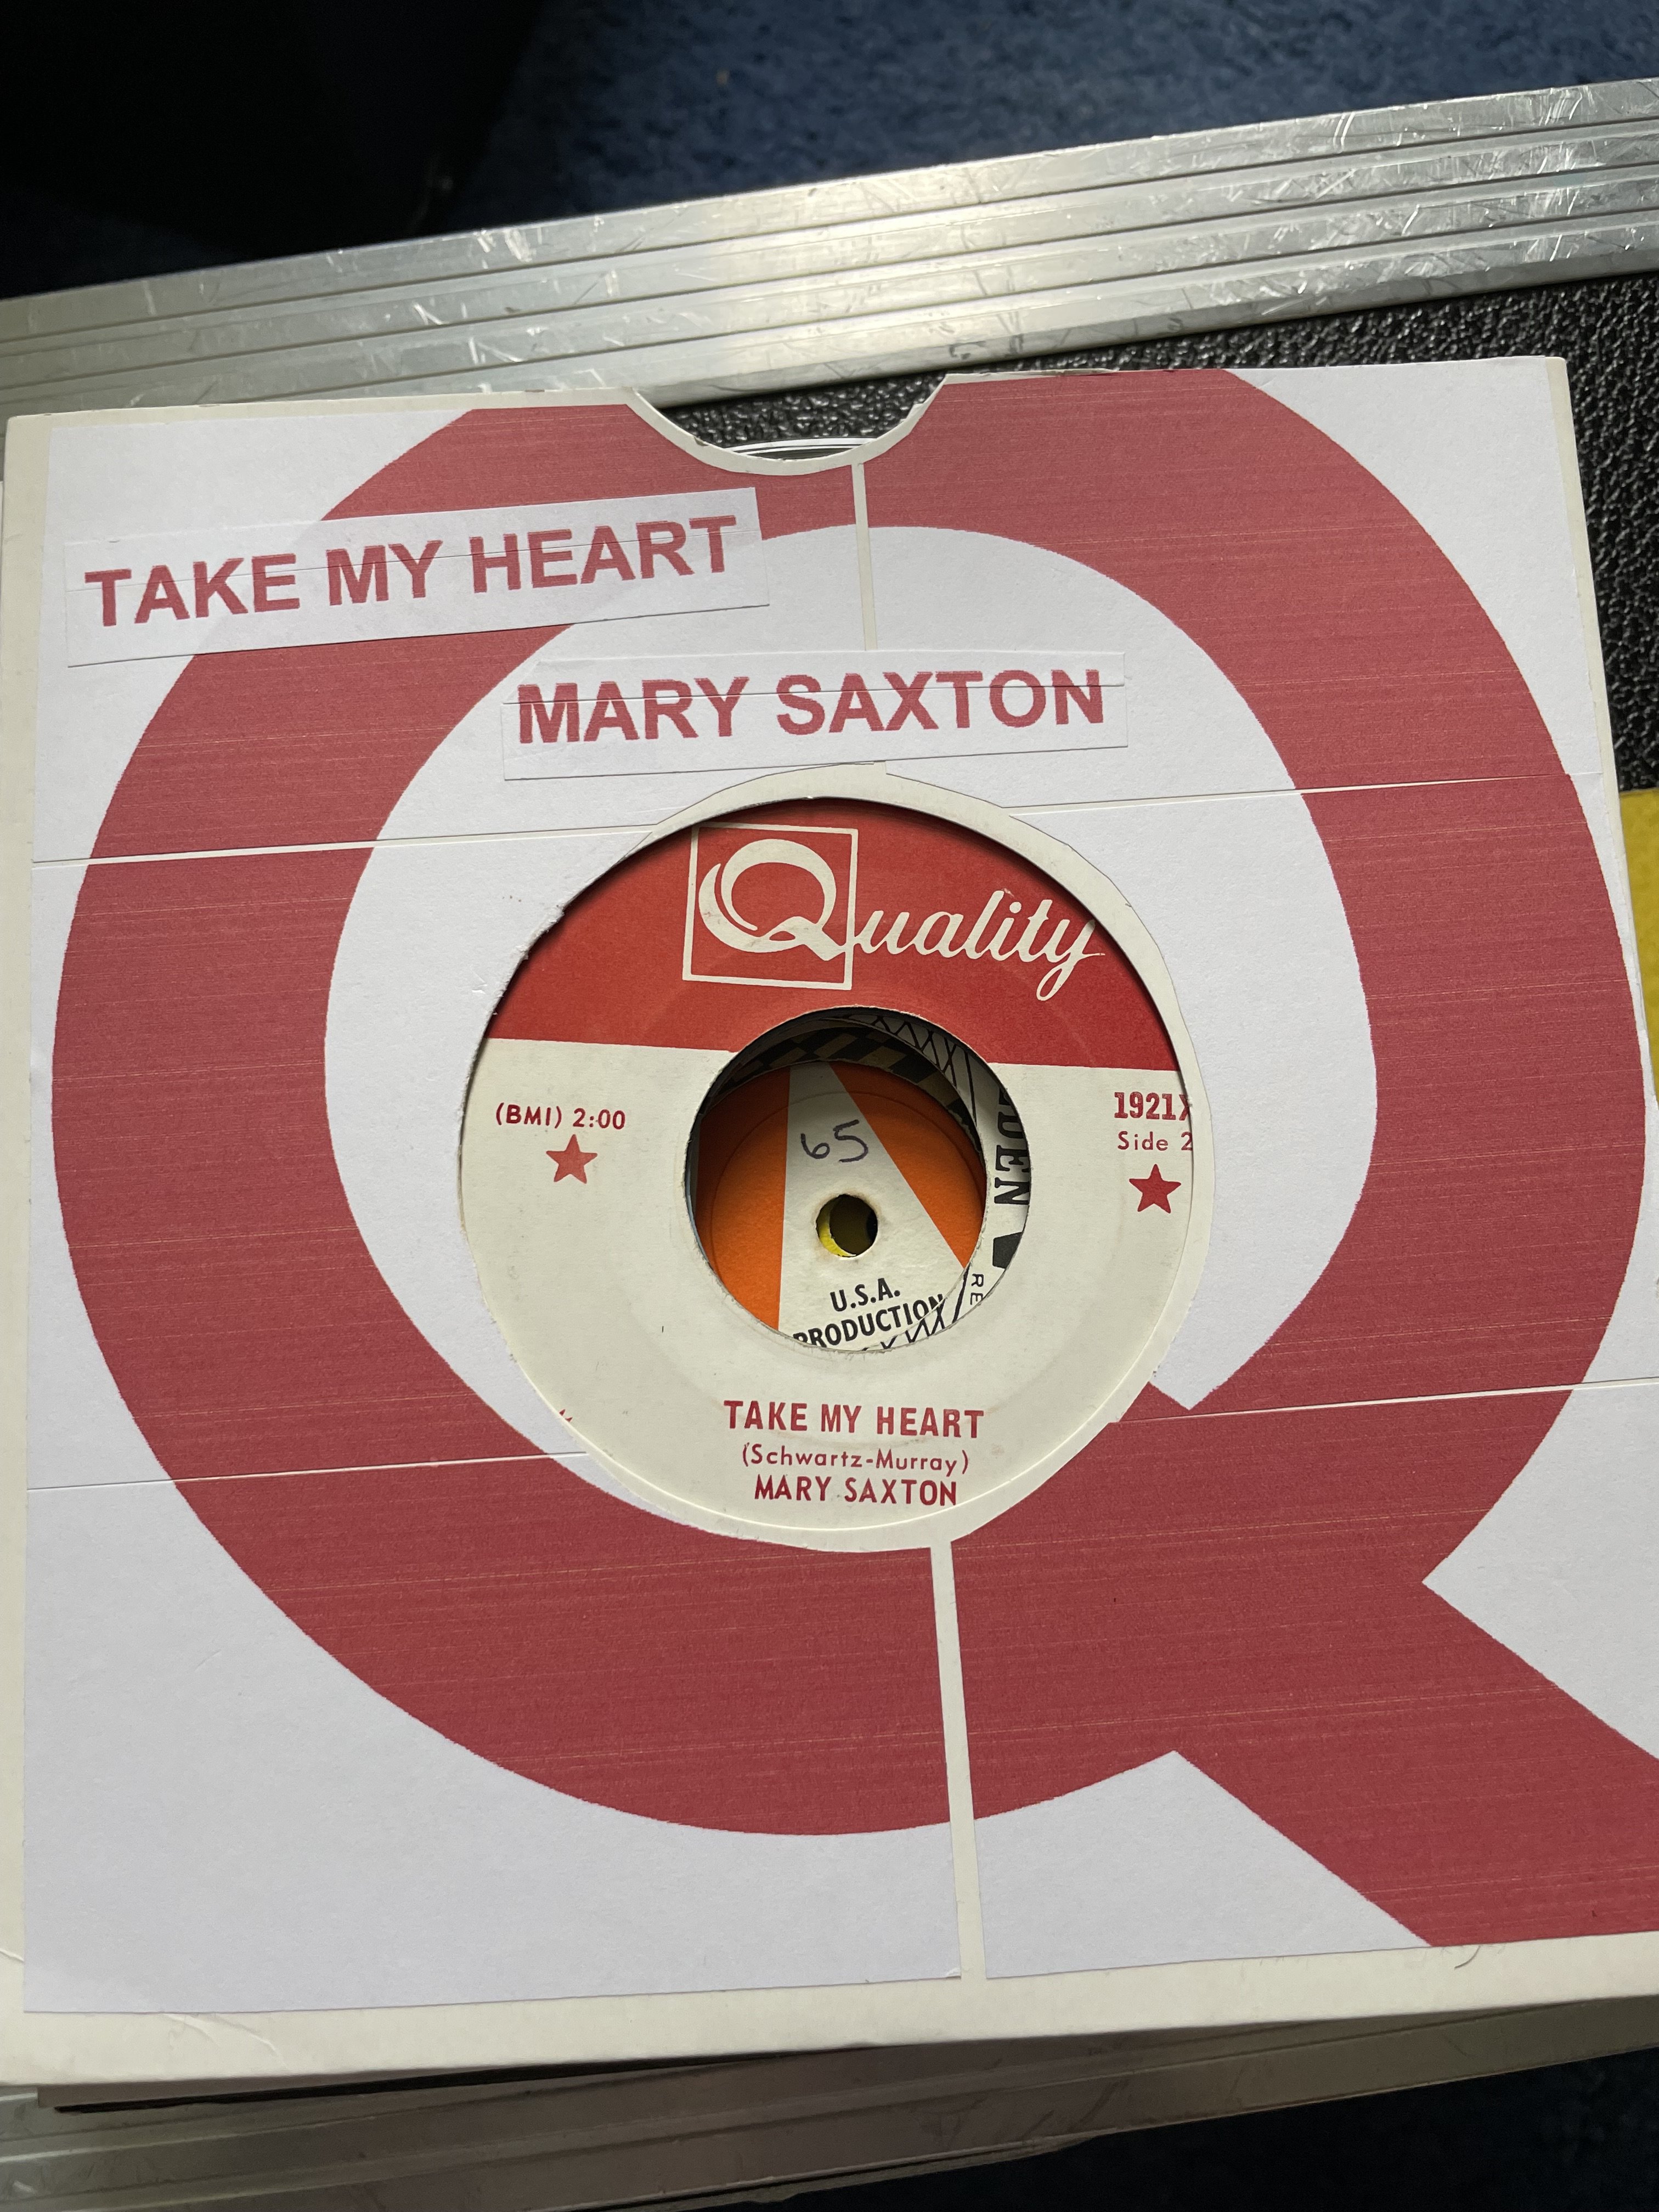 TAKE MY HEART
MARY SAXTON
Quality
(BMI) 2:00
1921X
Side 2
65
U.S.A.
PRODUCTION
TAKE MY HEART
(Schwartz-Murray)
MARY SAXTON